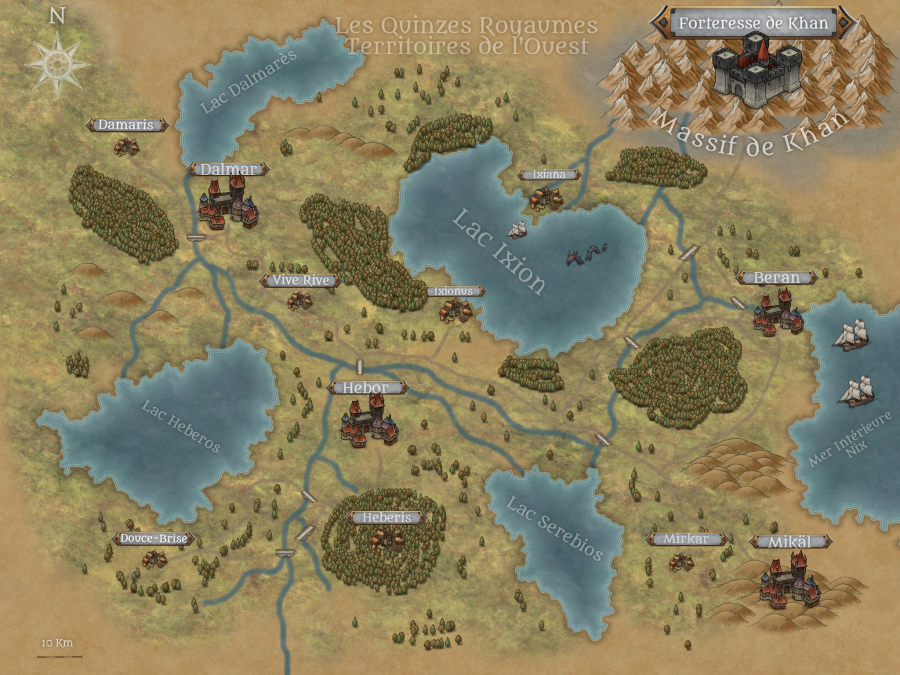 N
Les Quinzes Royaumes
Territoires de l'Ouest
Forteresse de Khan
Massif de Khan
Lac Dalmarès
Damaris
Dalmar
Ixiana
Lac Ixion
Vive Rive
Ixionus
Beran
Hebor
Lac Heberos
Mer Intérievre
Nix
Lac Serebios
Heberis
Douce-Brise
Mirkar
Mikäl
10 Km